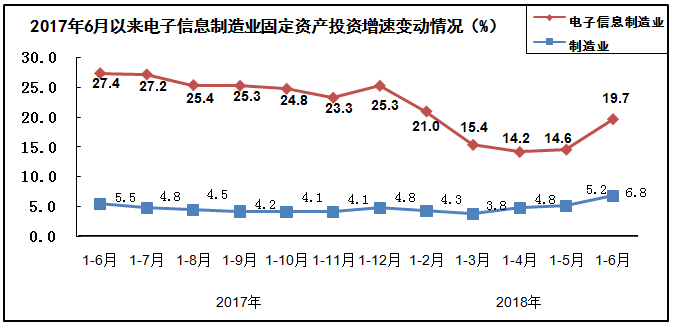 2017年6月以来电子信息制造业固定资产投资增速变动情况（%）
电子信息制造业
制造业
30.0
25.0
20.0
15.0
10.0
5.0
0.0
27.4 27.2 25.4 25.3 24.8 23.3 25.3 21.0 15.4 14.2 14.6 19.7
5.5 4.8 4.5 4.2 4.1 4.1 4.8 4.3 3.8 4.8 5.2 6.8
1-6月 1-7月 1-8月 1-9月 1-10月 1-11月 1-12月 1-2月 1-3月 1-4月 1-5月 1-6月
2017年 2018年